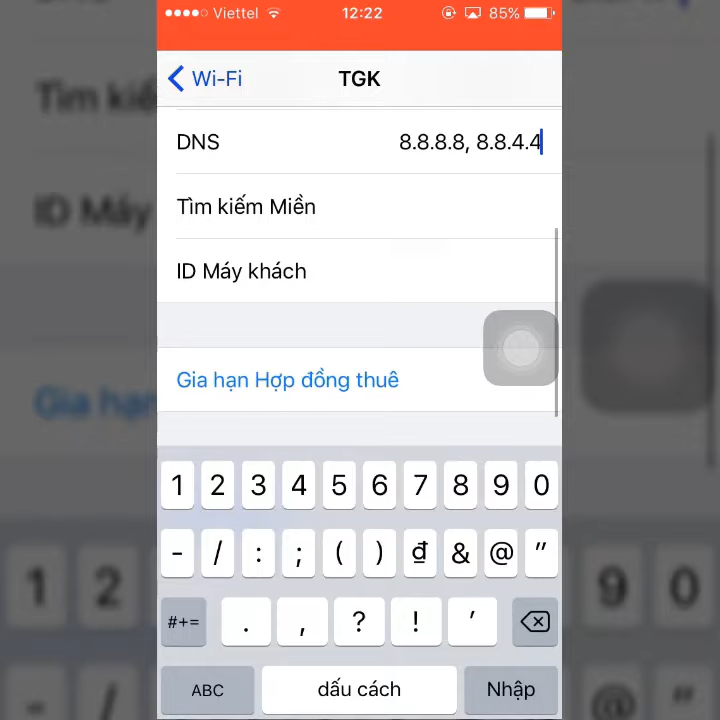 Viettel 12:22 85%
Wi-Fi TGK
DNS 8.8.8.8, 8.8.4.4
Tìm kiếm Miền
ID Máy khách
Gia hạn Hợp đồng thuê
1 2 3 4 5 6 7 8 9 0
- / : ; ( ) ₫ & @ "
#+= . , ? ! '
ABC dấu cách Nhập